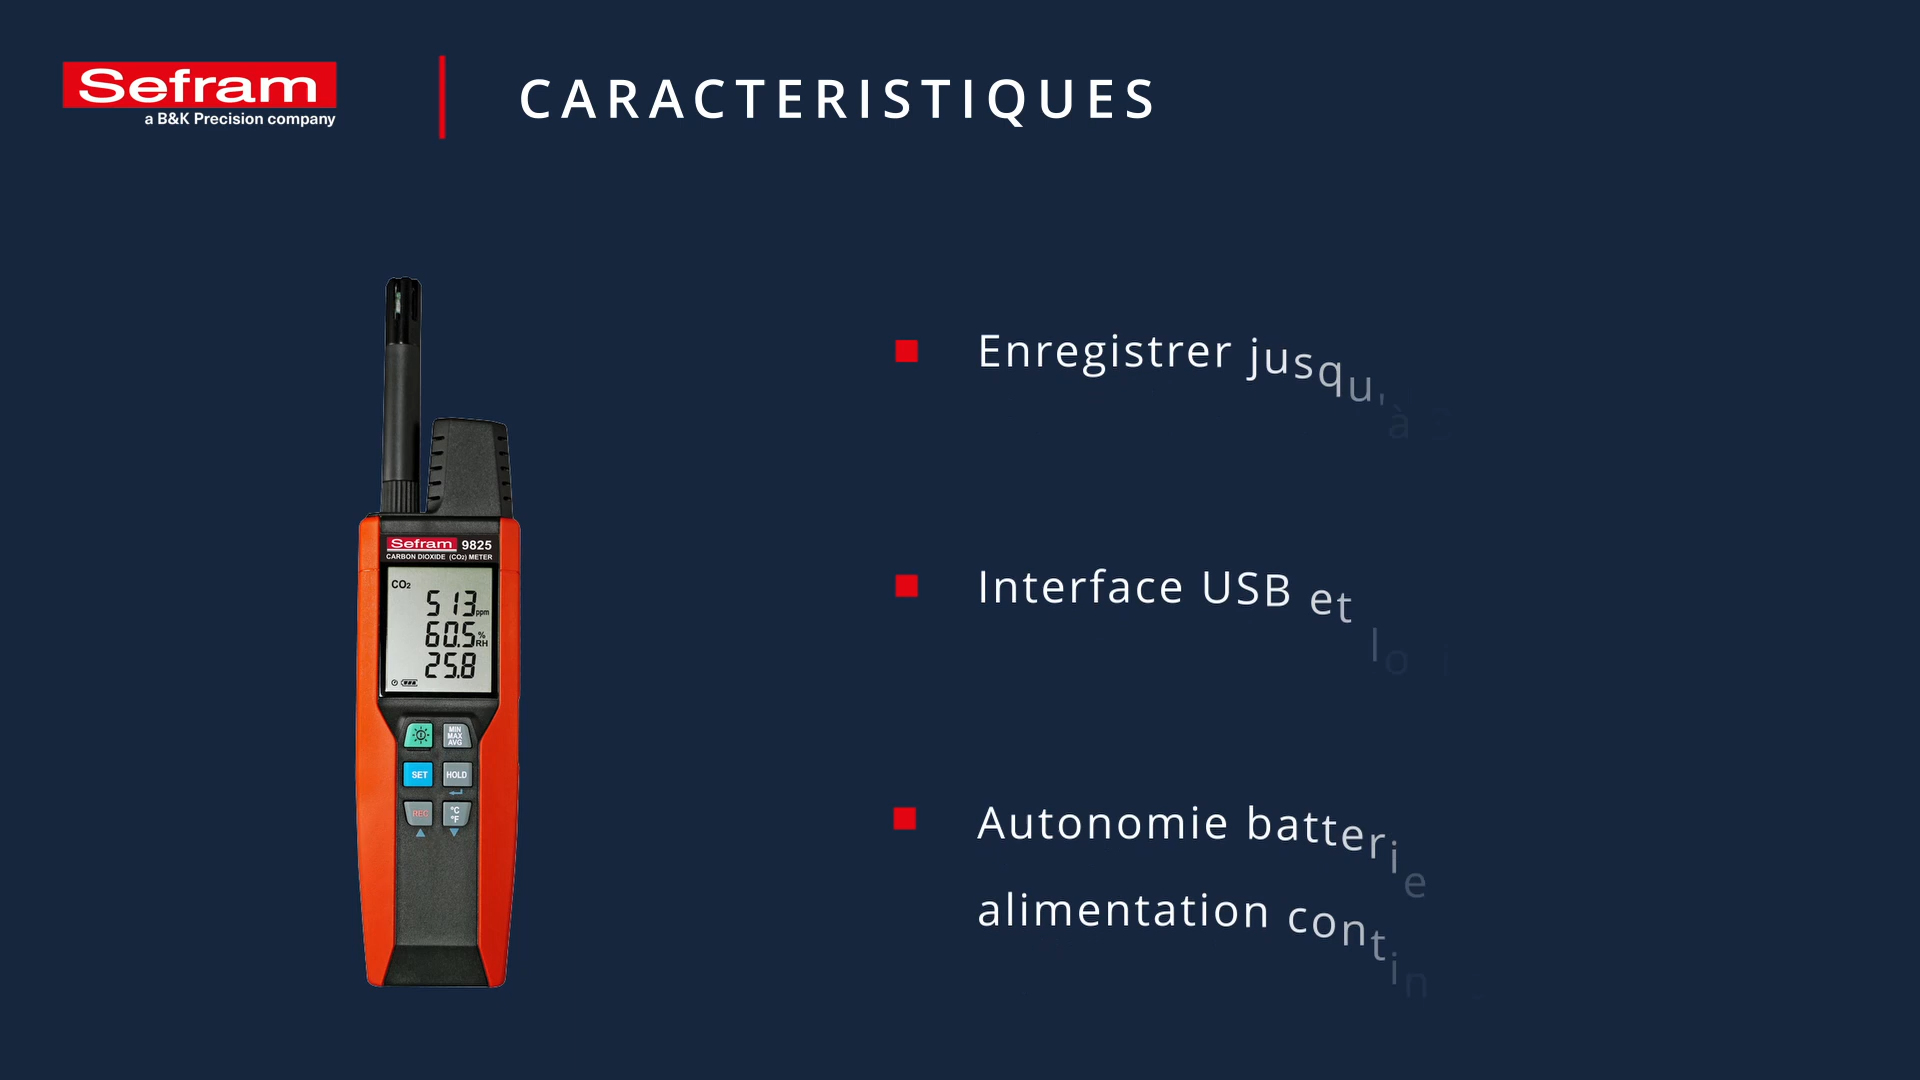 Sefram
a B&K Precision company
CARACTERISTIQUES
Enregistrer jusqu'à
Interface USB et
Autonomie batterie
alimentation contin
Sefram 9825
CARBON DIOXIDE (CO2) METER
CO2
513 ppm
60.5 % RH
25.8
MIN MAX AVG
SET HOLD
REC °C °F